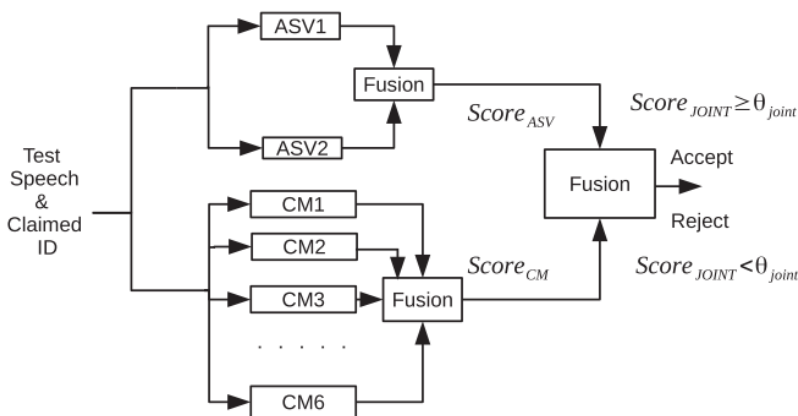 ASV1
Fusion
Score_ASV
Score_JOINT ≥ θ_joint
ASV2
Test
Speech
&
Claimed
ID
Accept
Fusion
Reject
CM1
CM2
Score_CM
Score_JOINT < θ_joint
CM3
Fusion
. . . . .
CM6